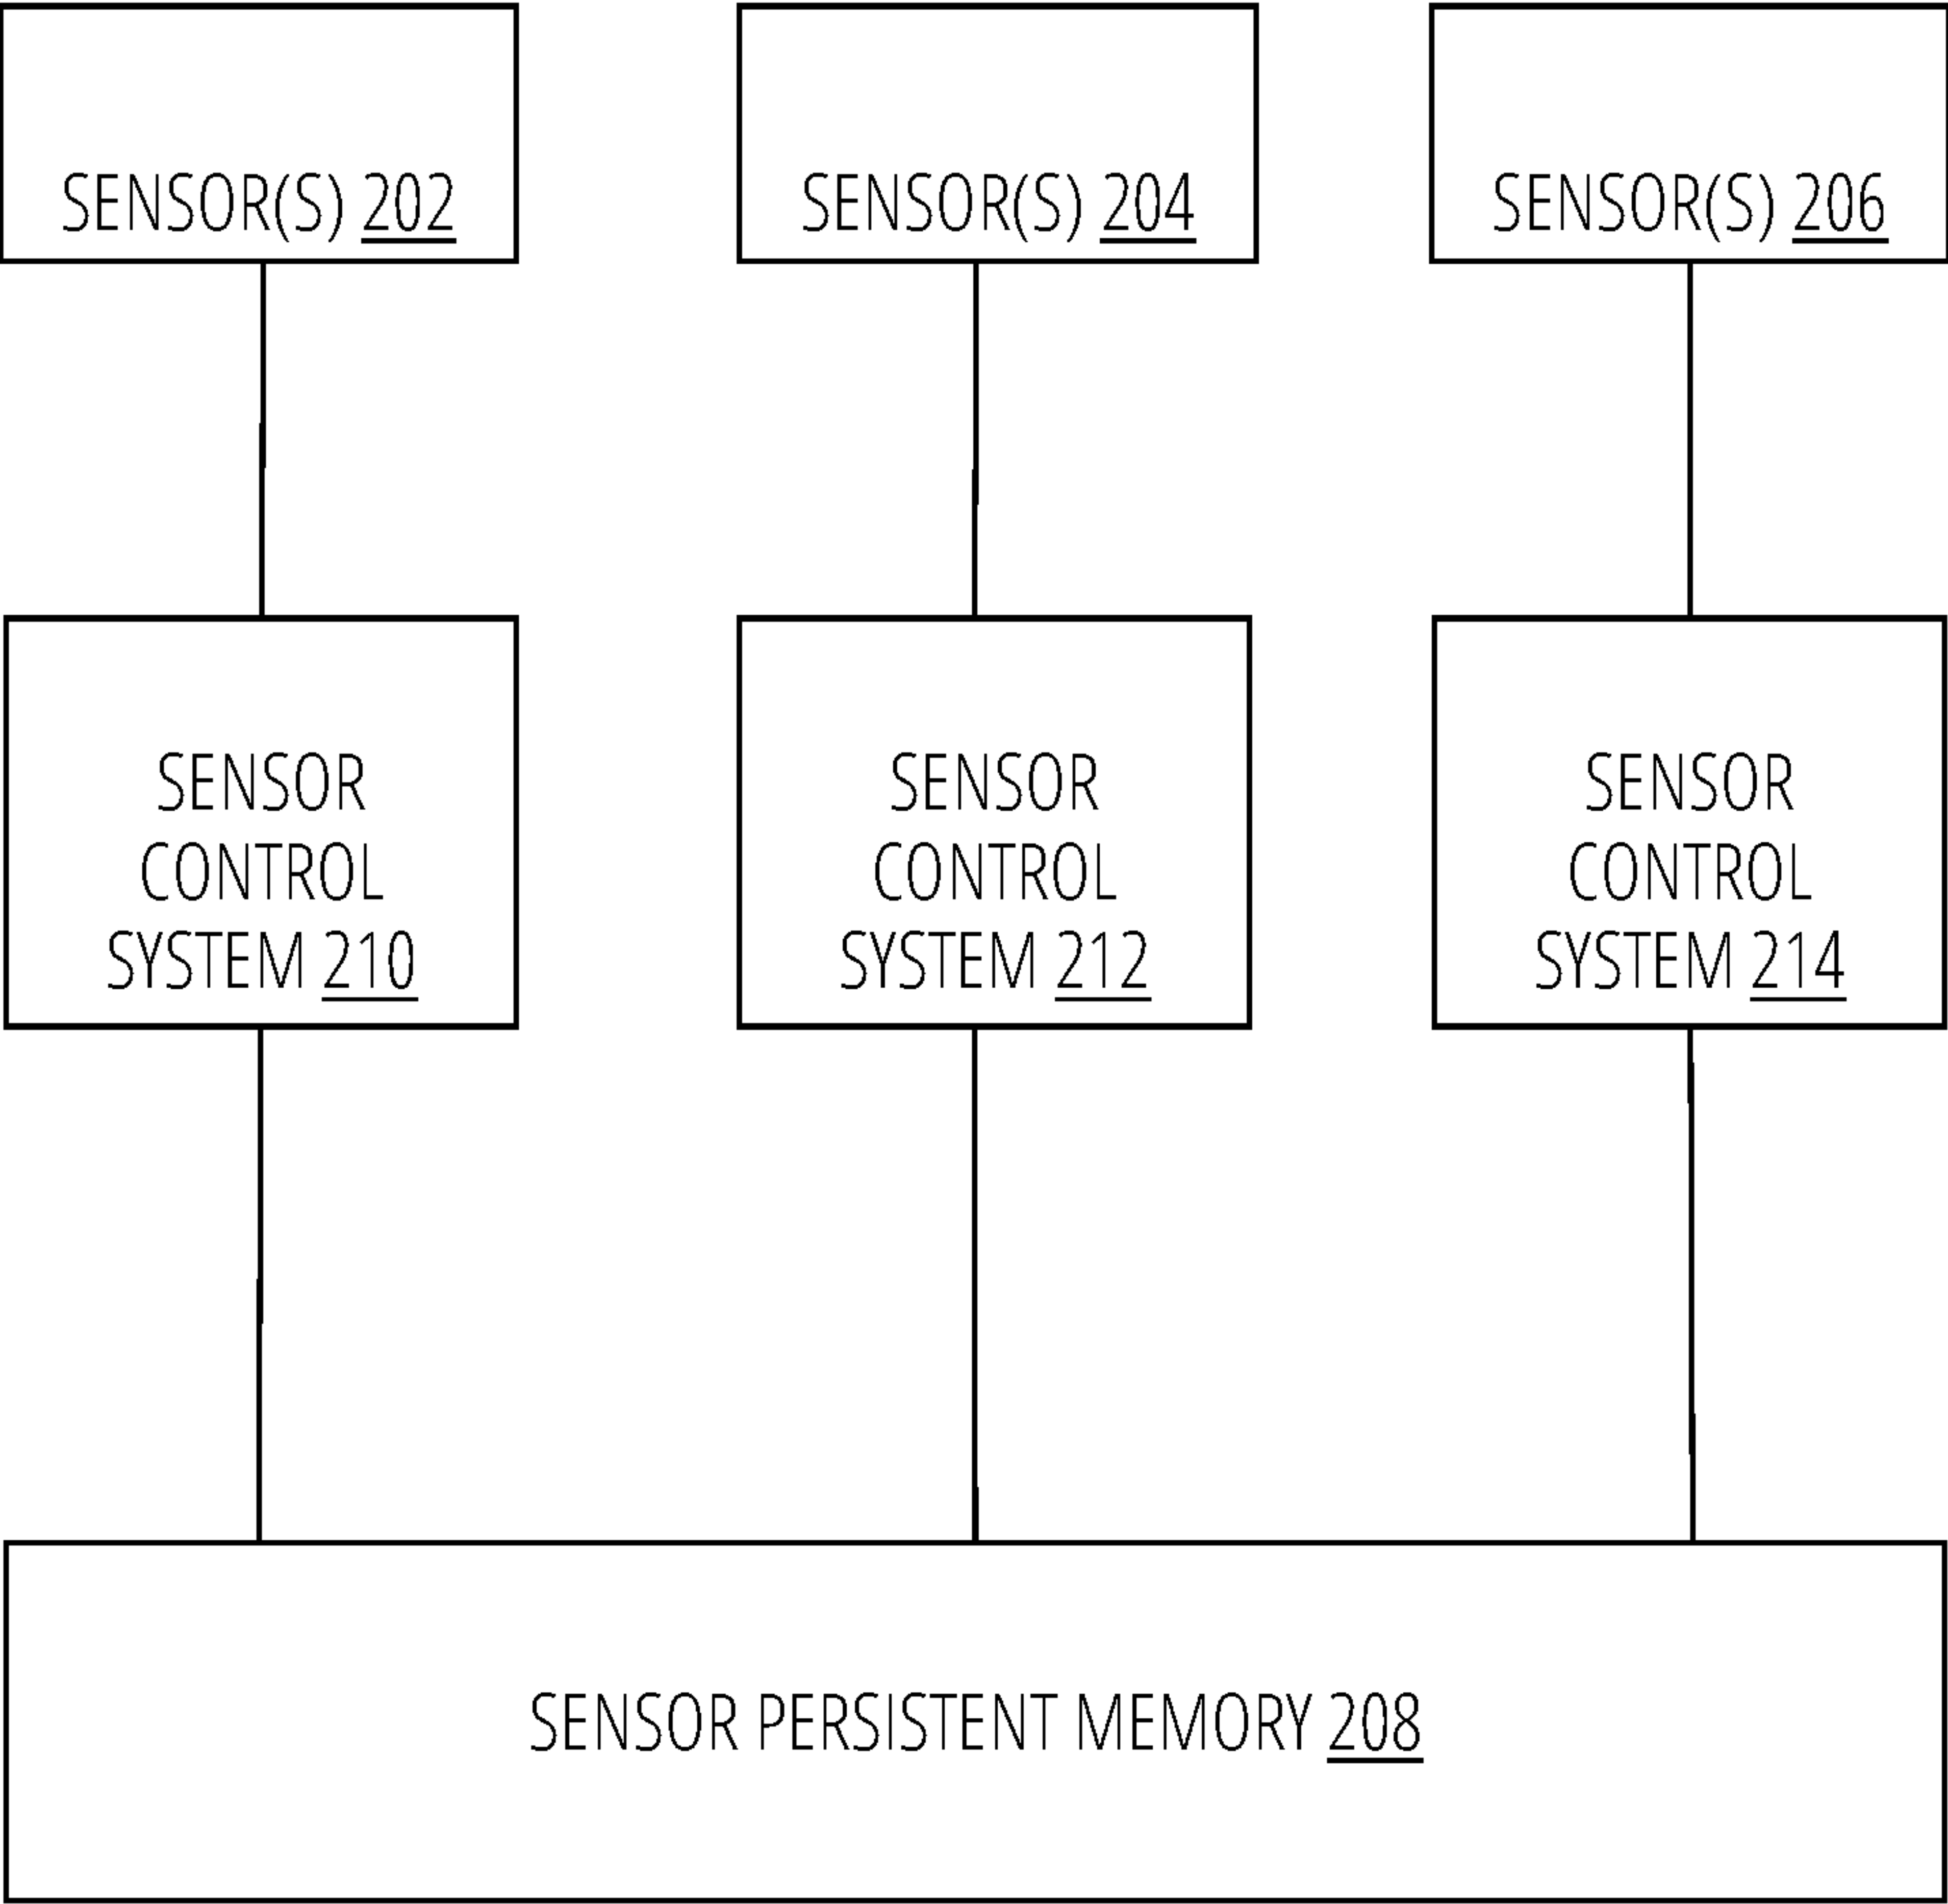 SENSOR(S) 202
SENSOR(S) 204
SENSOR(S) 206
SENSOR
CONTROL
SYSTEM 210
SENSOR
CONTROL
SYSTEM 212
SENSOR
CONTROL
SYSTEM 214
SENSOR PERSISTENT MEMORY 208